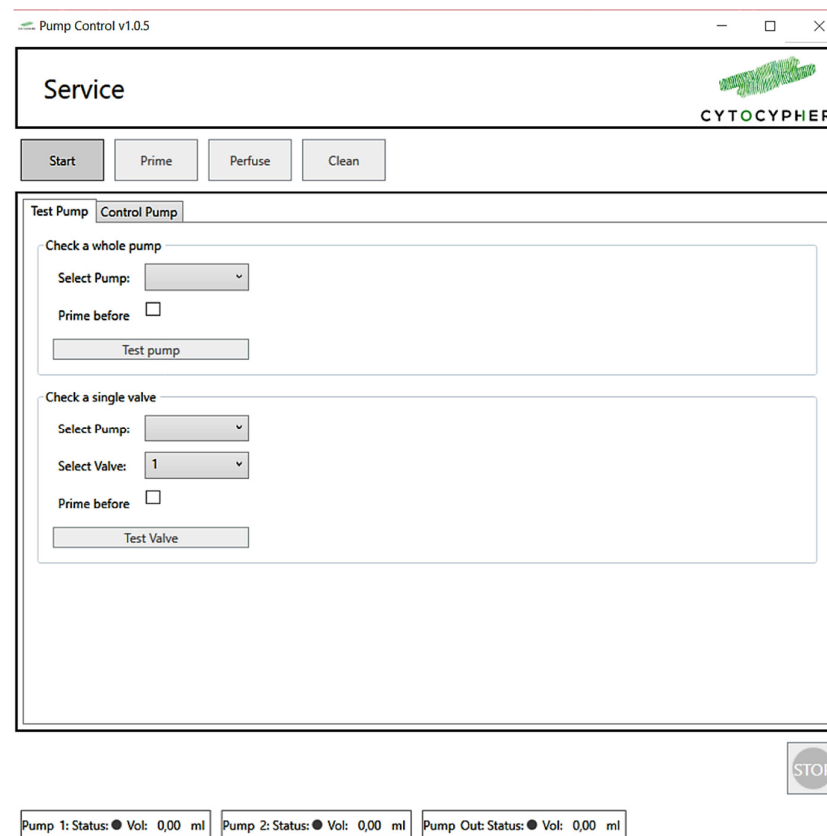 Pump Control v1.0.5
Service
CYTOCYPHER
Start Prime Perfuse Clean
Test Pump Control Pump
Check a whole pump
Select Pump:
Prime before
Test pump
Check a single valve
Select Pump:
Select Valve: 1
Prime before
Test Valve
STOP
Pump 1: Status: Vol: 0,00 ml Pump 2: Status: Vol: 0,00 ml Pump Out: Status: Vol: 0,00 ml